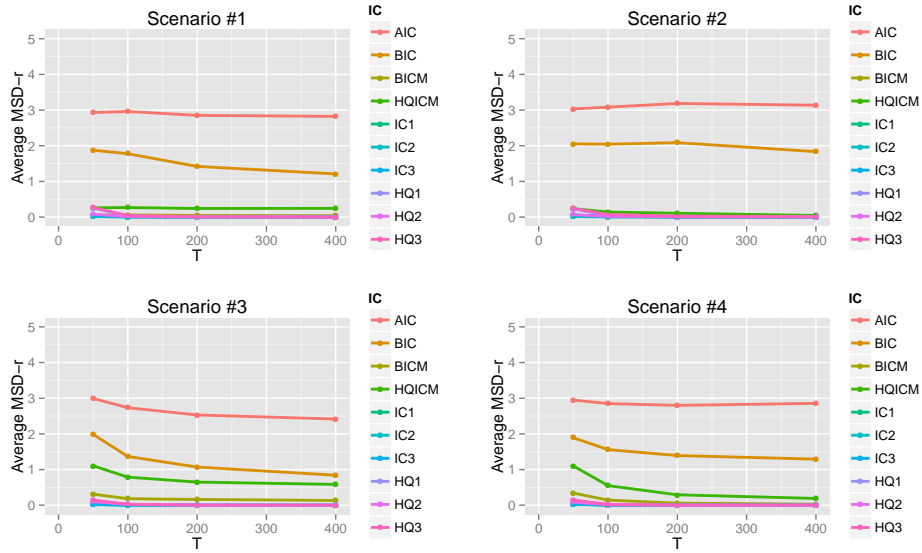 Scenario #1
Average MSD-r
5
4
3
2
1
0
0
100
200
300
400
T
IC
AIC
BIC
BICM
HQICM
IC1
IC2
IC3
HQ1
HQ2
HQ3
Scenario #2
Average MSD-r
5
4
3
2
1
0
0
100
200
300
400
T
IC
AIC
BIC
BICM
HQICM
IC1
IC2
IC3
HQ1
HQ2
HQ3
Scenario #3
Average MSD-r
5
4
3
2
1
0
0
100
200
300
400
T
IC
AIC
BIC
BICM
HQICM
IC1
IC2
IC3
HQ1
HQ2
HQ3
Scenario #4
Average MSD-r
5
4
3
2
1
0
0
100
200
300
400
T
IC
AIC
BIC
BICM
HQICM
IC1
IC2
IC3
HQ1
HQ2
HQ3